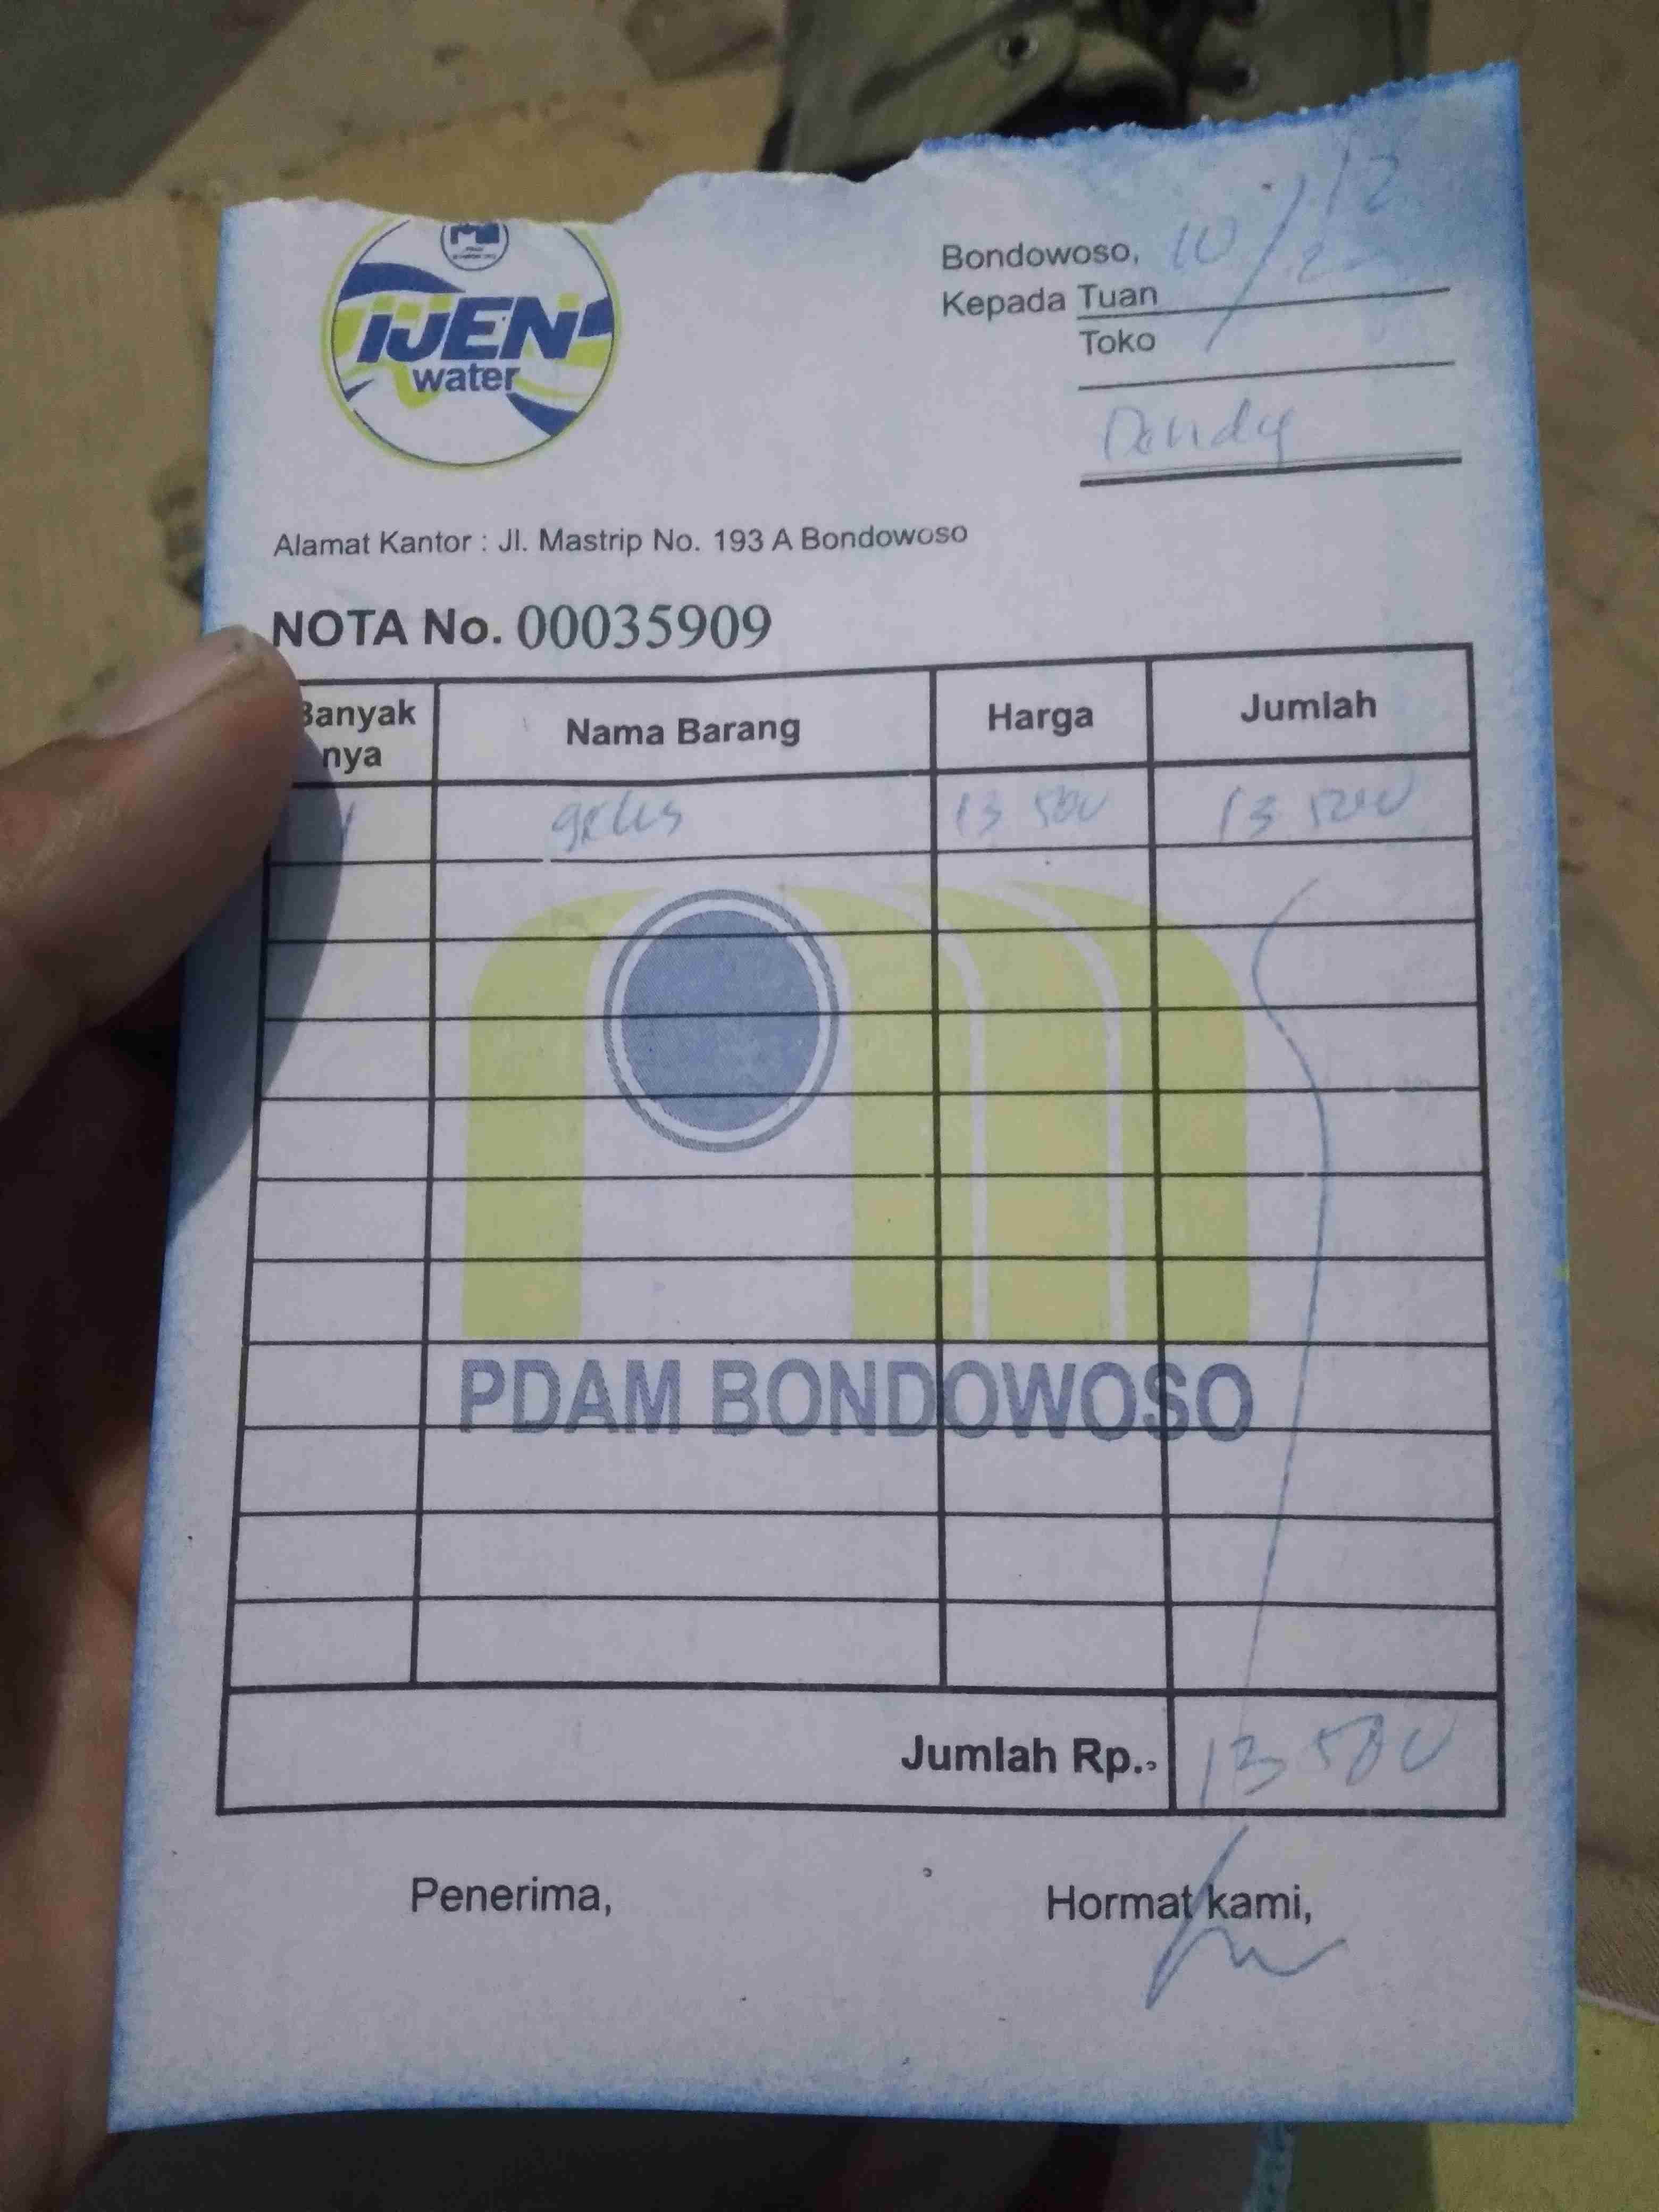 IJEN
water
Bondowoso, 10/12
Kepada Tuan
Toko
Dendy
Alamat Kantor : Jl. Mastrip No. 193 A Bondowoso
NOTA No. 00035909
Banyak nya Nama Barang Harga Jumlah
1 gelas 13 500 13 500
PDAM BONDOWOSO
Jumlah Rp. 13 500
Penerima, Hormat kami,